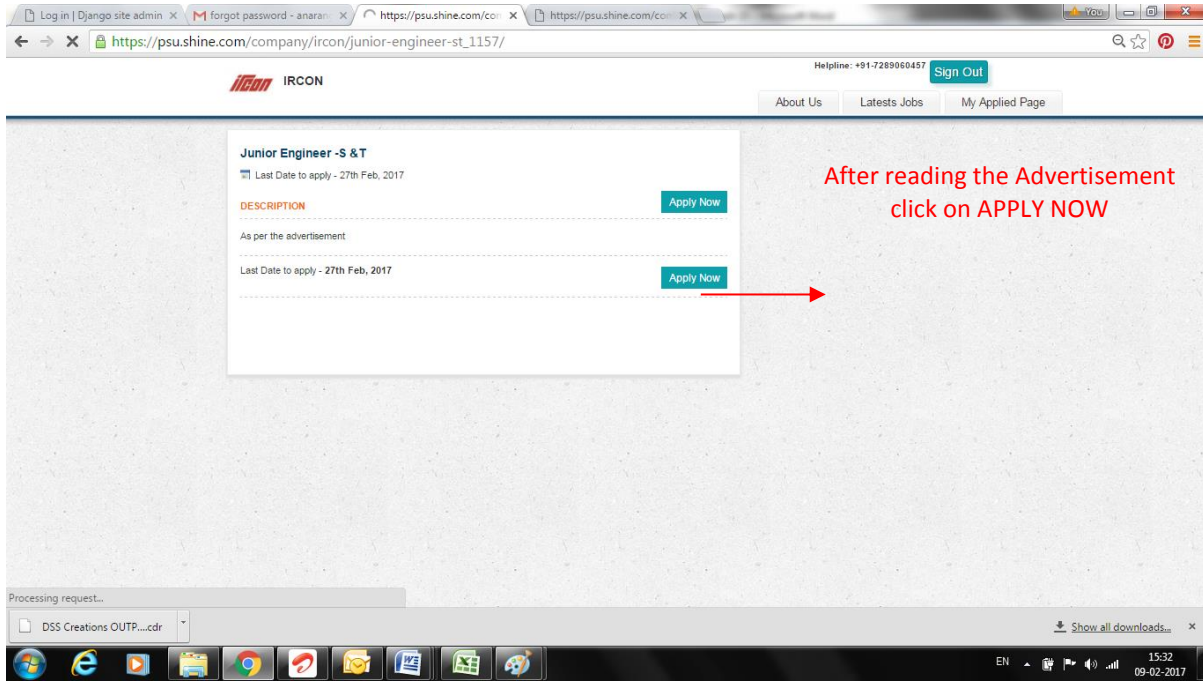 Log in | Django site admin
forgot password - anaran
https://psu.shine.com/con
https://psu.shine.com/co
You
https://psu.shine.com/company/ircon/junior-engineer-st_1157/
ircon IRCON
Helpline: +91-7289060457 Sign Out
About Us Latests Jobs My Applied Page
Junior Engineer -S &T
Last Date to apply - 27th Feb, 2017
DESCRIPTION
Apply Now
As per the advertisement
Last Date to apply - 27th Feb, 2017
Apply Now
After reading the Advertisement
click on APPLY NOW
Processing request...
DSS Creations OUTP....cdr
Show all downloads...
EN
15:32
09-02-2017